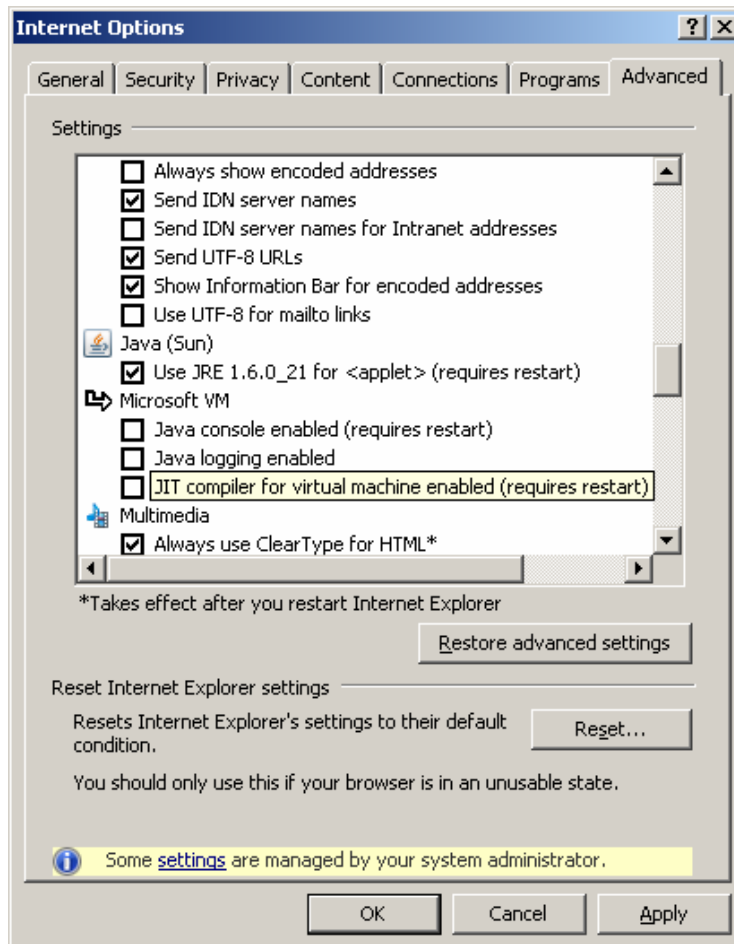 Internet Options
General Security Privacy Content Connections Programs Advanced
Settings
Always show encoded addresses
Send IDN server names
Send IDN server names for Intranet addresses
Send UTF-8 URLs
Show Information Bar for encoded addresses
Use UTF-8 for mailto links
Java (Sun)
Use JRE 1.6.0_21 for <applet> (requires restart)
Microsoft VM
Java console enabled (requires restart)
Java logging enabled
JIT compiler for virtual machine enabled (requires restart)
Multimedia
Always use ClearType for HTML*
*Takes effect after you restart Internet Explorer
Restore advanced settings
Reset Internet Explorer settings
Resets Internet Explorer's settings to their default
condition.
Reset...
You should only use this if your browser is in an unusable state.
Some settings are managed by your system administrator.
OK Cancel Apply